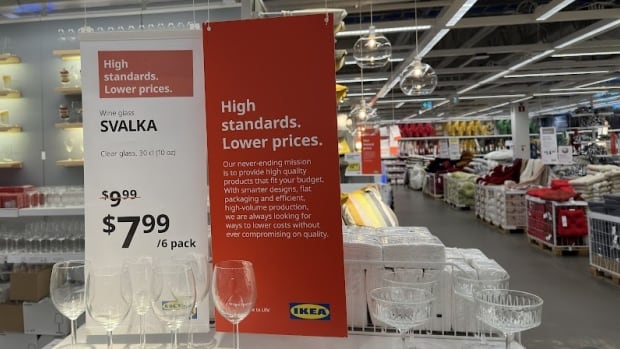 High
standards.
Lower prices.
Wine glass
SVALKA
Clear glass, 30 cl (10 oz)
$9.99
$7.99
/6 pack
High
standards.
Lower prices.
Our never-ending mission
is to provide high quality
products that fit your budget.
With smarter designs, flat
packaging and efficient,
high-volume production,
we are always looking for
ways to lower costs without
ever compromising on quality.
to Life!
IKEA